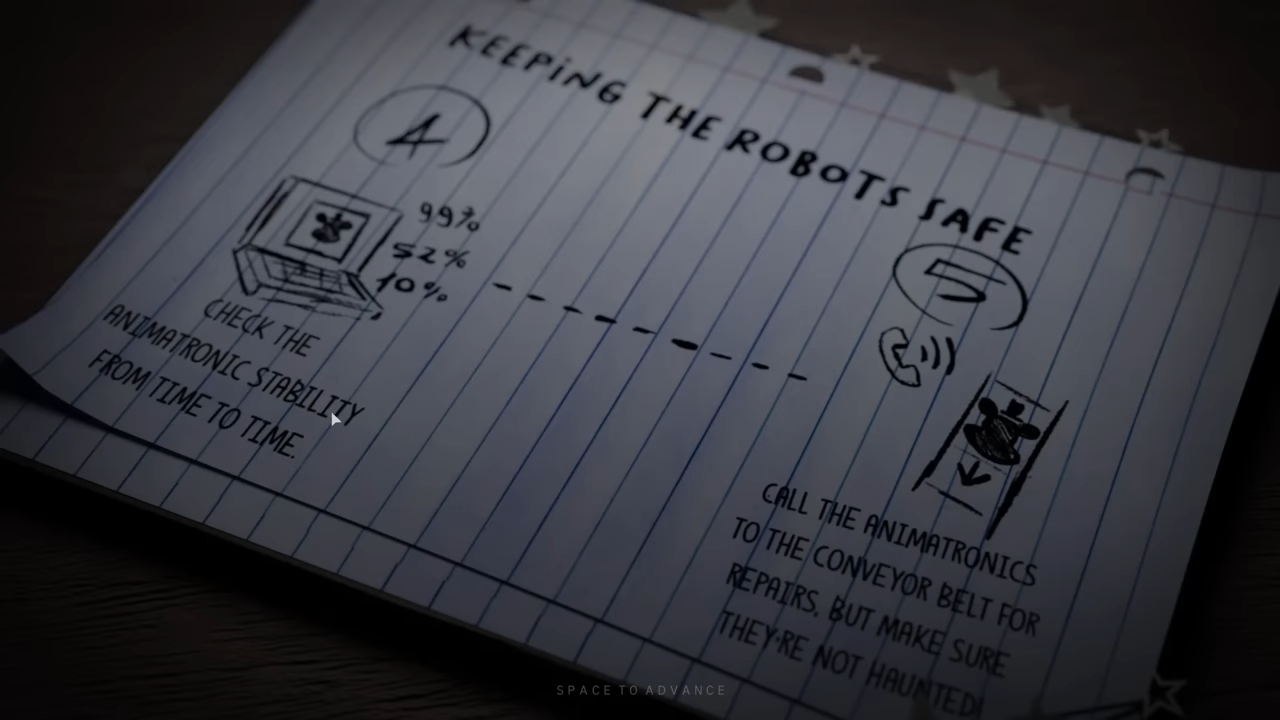 KEEPING THE ROBOTS SAFE
4
99%
52%
10%
CHECK THE
ANIMATRONIC STABILITY
FROM TIME TO TIME.
5
CALL THE ANIMATRONICS
TO THE CONVEYOR BELT FOR
REPAIRS, BUT MAKE SURE
THEY'RE NOT HAUNTED!
SPACE TO ADVANCE